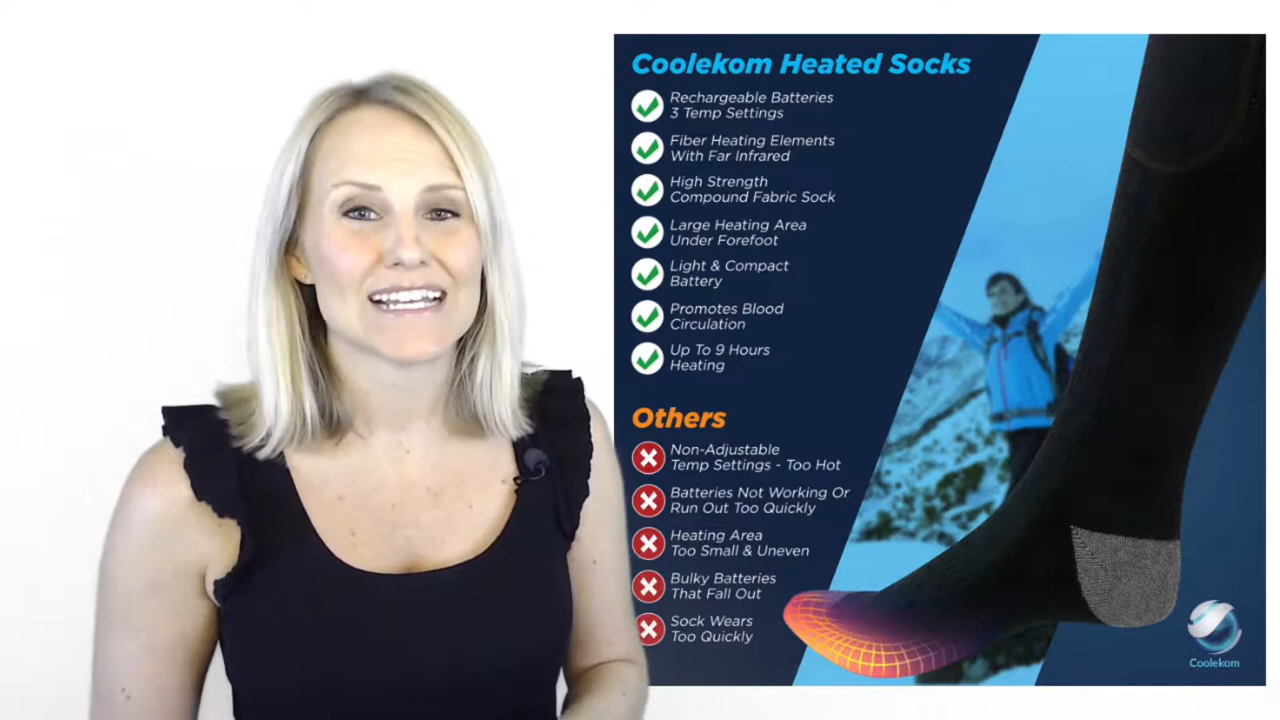 Coolekom Heated Socks
Rechargeable Batteries
3 Temp Settings
Fiber Heating Elements
With Far Infrared
High Strength
Compound Fabric Sock
Large Heating Area
Under Forefoot
Light & Compact
Battery
Promotes Blood
Circulation
Up To 9 Hours
Heating
Others
Non-Adjustable
Temp Settings - Too Hot
Batteries Not Working Or
Run Out Too Quickly
Heating Area
Too Small & Uneven
Bulky Batteries
That Fall Out
Sock Wears
Too Quickly
Coolekom